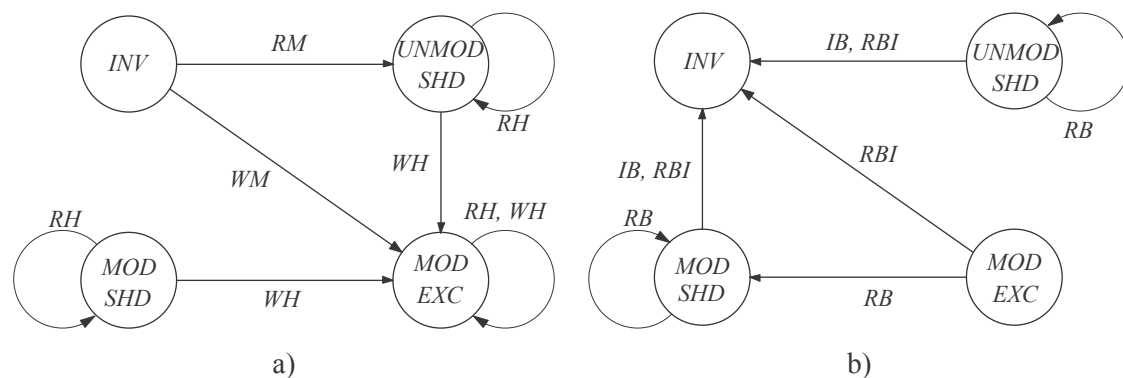 INV
RM
UNMOD
SHD
RH
WM
WH
RH
MOD
SHD
WH
RH, WH
MOD
EXC
a)
INV
IB, RBI
UNMOD
SHD
RB
RBI
IB, RBI
RB
MOD
SHD
RB
MOD
EXC
b)